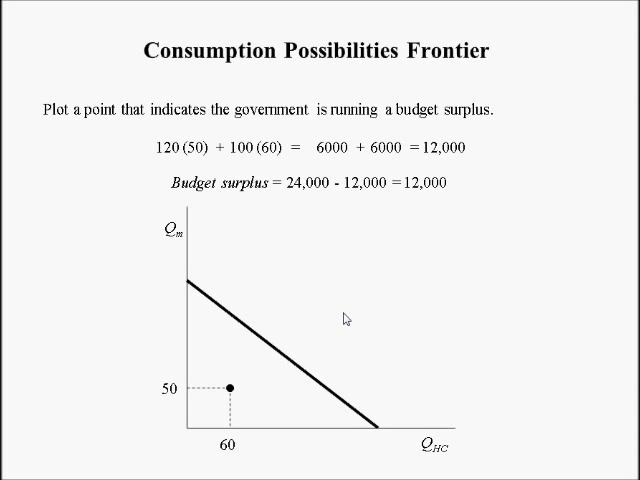 Consumption Possibilities Frontier
Plot a point that indicates the government is running a budget surplus.
120 (50) + 100 (60) = 6000 + 6000 = 12,000
Budget surplus = 24,000 - 12,000 = 12,000
Qm
50
60
QHC